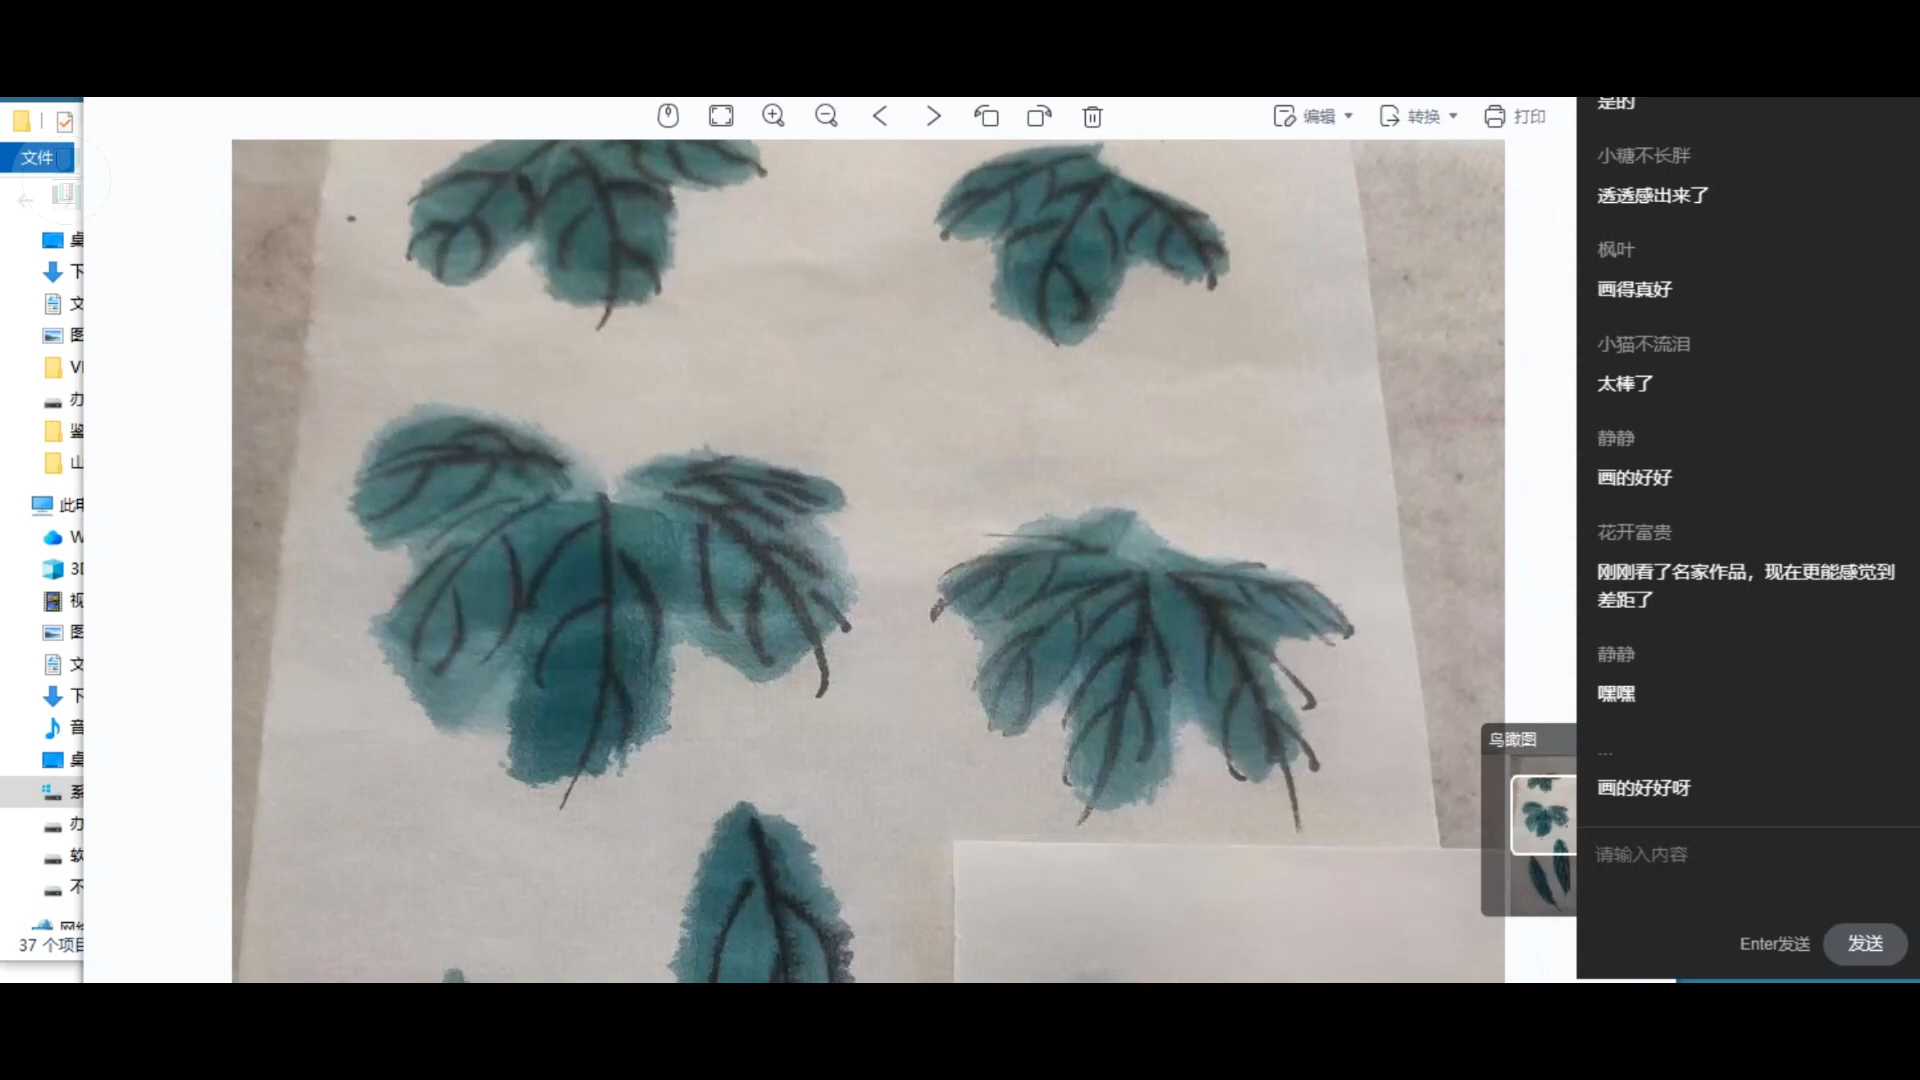 编辑
转换
打印
文件
此电
37 个项目
鸟瞰图
是的
小糖不长胖
透透感出来了
枫叶
画得真好
小猫不流泪
太棒了
静静
画的好好
花开富贵
刚刚看了名家作品，现在更能感觉到
差距了
静静
嘿嘿
...
画的好好呀
请输入内容
Enter发送
发送